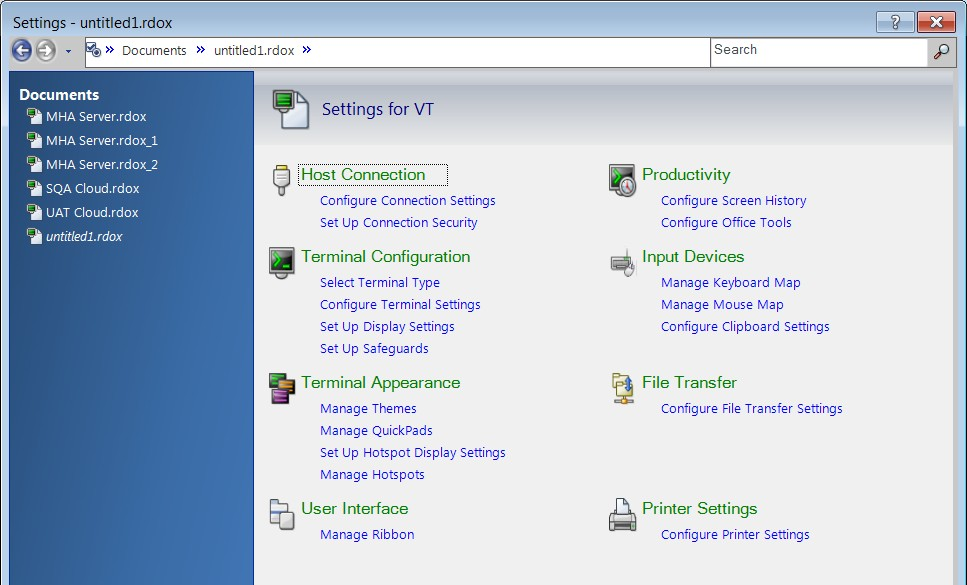 Settings - untitled1.rdox
Documents » untitled1.rdox »
Search
Documents
MHA Server.rdox
MHA Server.rdox_1
MHA Server.rdox_2
SQA Cloud.rdox
UAT Cloud.rdox
untitled1.rdox
Settings for VT
Host Connection
Configure Connection Settings
Set Up Connection Security
Terminal Configuration
Select Terminal Type
Configure Terminal Settings
Set Up Display Settings
Set Up Safeguards
Terminal Appearance
Manage Themes
Manage QuickPads
Set Up Hotspot Display Settings
Manage Hotspots
User Interface
Manage Ribbon
Productivity
Configure Screen History
Configure Office Tools
Input Devices
Manage Keyboard Map
Manage Mouse Map
Configure Clipboard Settings
File Transfer
Configure File Transfer Settings
Printer Settings
Configure Printer Settings